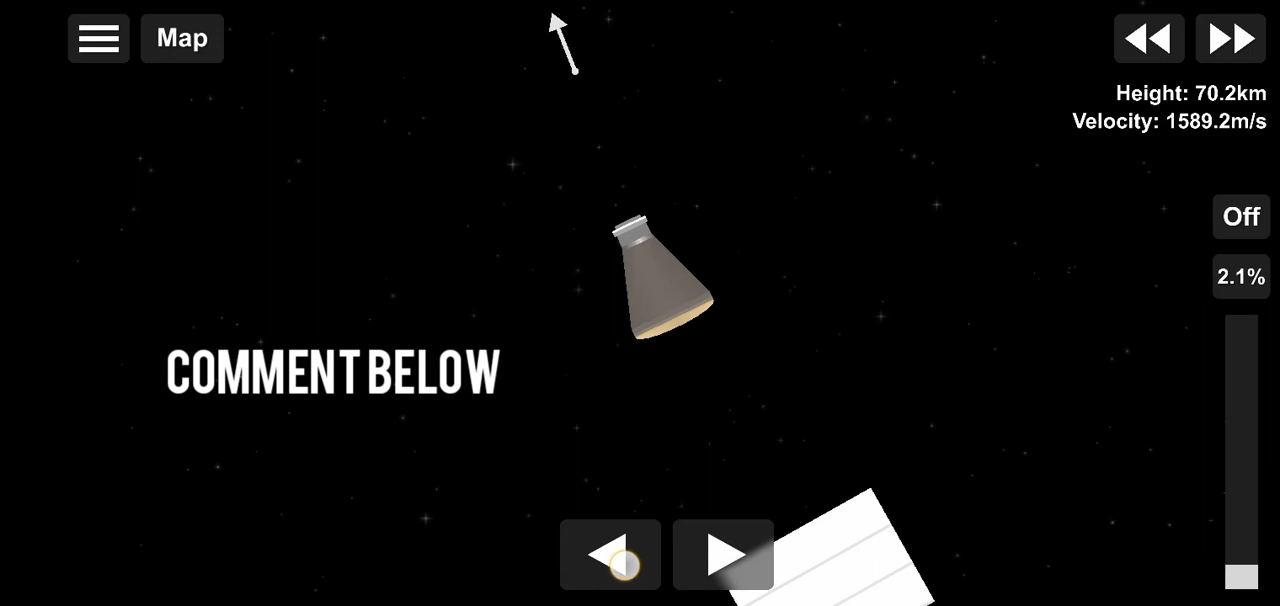 Map
Height: 70.2km
Velocity: 1589.2m/s
Off
2.1%
COMMENT BELOW